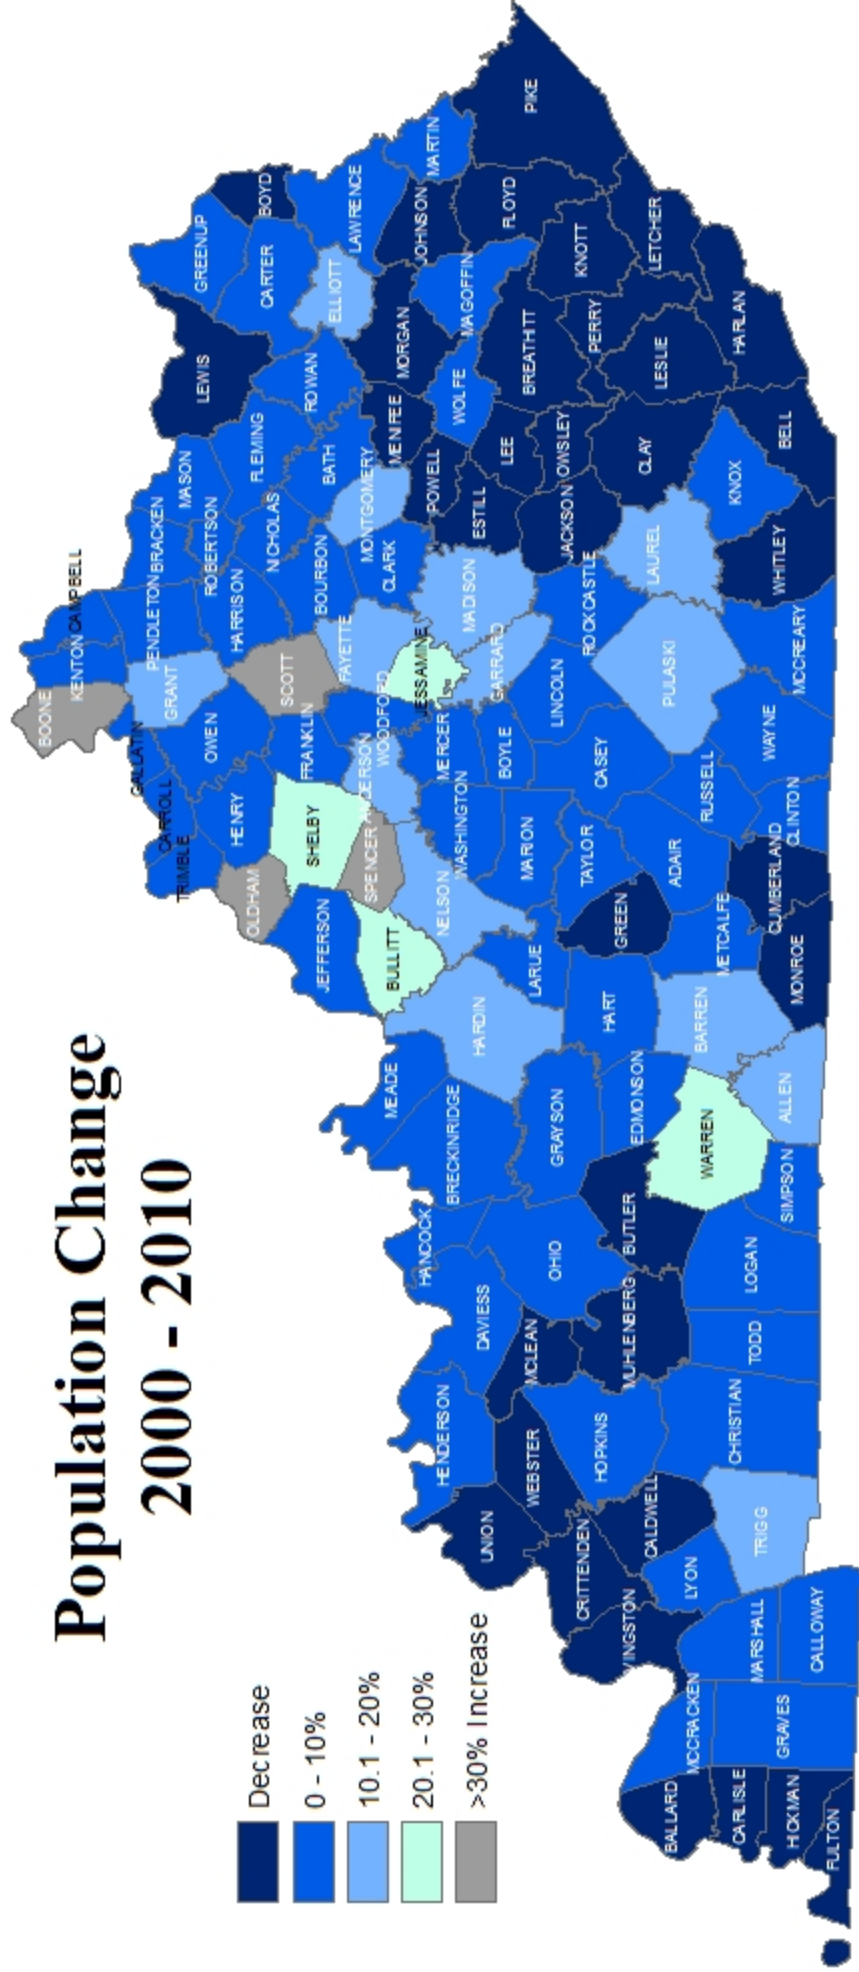 Population Change
2000 - 2010
Decrease
0 - 10%
10.1 - 20%
20.1 - 30%
>30% Increase
BOONE
KENTON
CAMPBELL
GALLATIN
GRANT
PENDLETON
BRACKEN
MASON
LEWIS
GREENUP
BOYD
CARROLL
TRIMBLE
OWEN
ROBERTSON
HARRISON
NICHOLAS
FLEMING
ROWAN
CARTER
ELLIOTT
LAWRENCE
HENRY
OLDHAM
SHELBY
FRANKLIN
SCOTT
BOURBON
BATH
JEFFERSON
SPENCER
ANDERSON
WOODFORD
FAYETTE
CLARK
MONTGOMERY
MENIFEE
MORGAN
JOHNSON
MARTIN
BULLITT
NELSON
WASHINGTON
MERCER
JESSAMINE
MADISON
GARRARD
ESTILL
POWELL
WOLFE
MAGOFFIN
FLOYD
PIKE
MEADE
HARDIN
BRECKINRIDGE
HANCOCK
DAVIESS
HENDERSON
UNION
WEBSTER
MCLEAN
OHIO
GRAYSON
LARUE
MARION
BOYLE
LINCOLN
ROCKCASTLE
JACKSON
LEE
OWSLEY
BREATHITT
PERRY
KNOTT
LETCHER
CRITTENDEN
VINGSTON
CALDWELL
HOPKINS
MUHLENBERG
BUTLER
EDMONSON
HART
GREEN
TAYLOR
CASEY
PULASKI
LAUREL
CLAY
LESLIE
HARLAN
BALLARD
MCCRACKEN
LYON
TRIGG
CHRISTIAN
TODD
LOGAN
WARREN
BARREN
METCALFE
ADAIR
RUSSELL
WAYNE
MCCREARY
WHITLEY
KNOX
BELL
CARLISLE
HICKMAN
FULTON
GRAVES
MARSHALL
CALLOWAY
SIMPSON
ALLEN
MONROE
CUMBERLAND
CLINTON